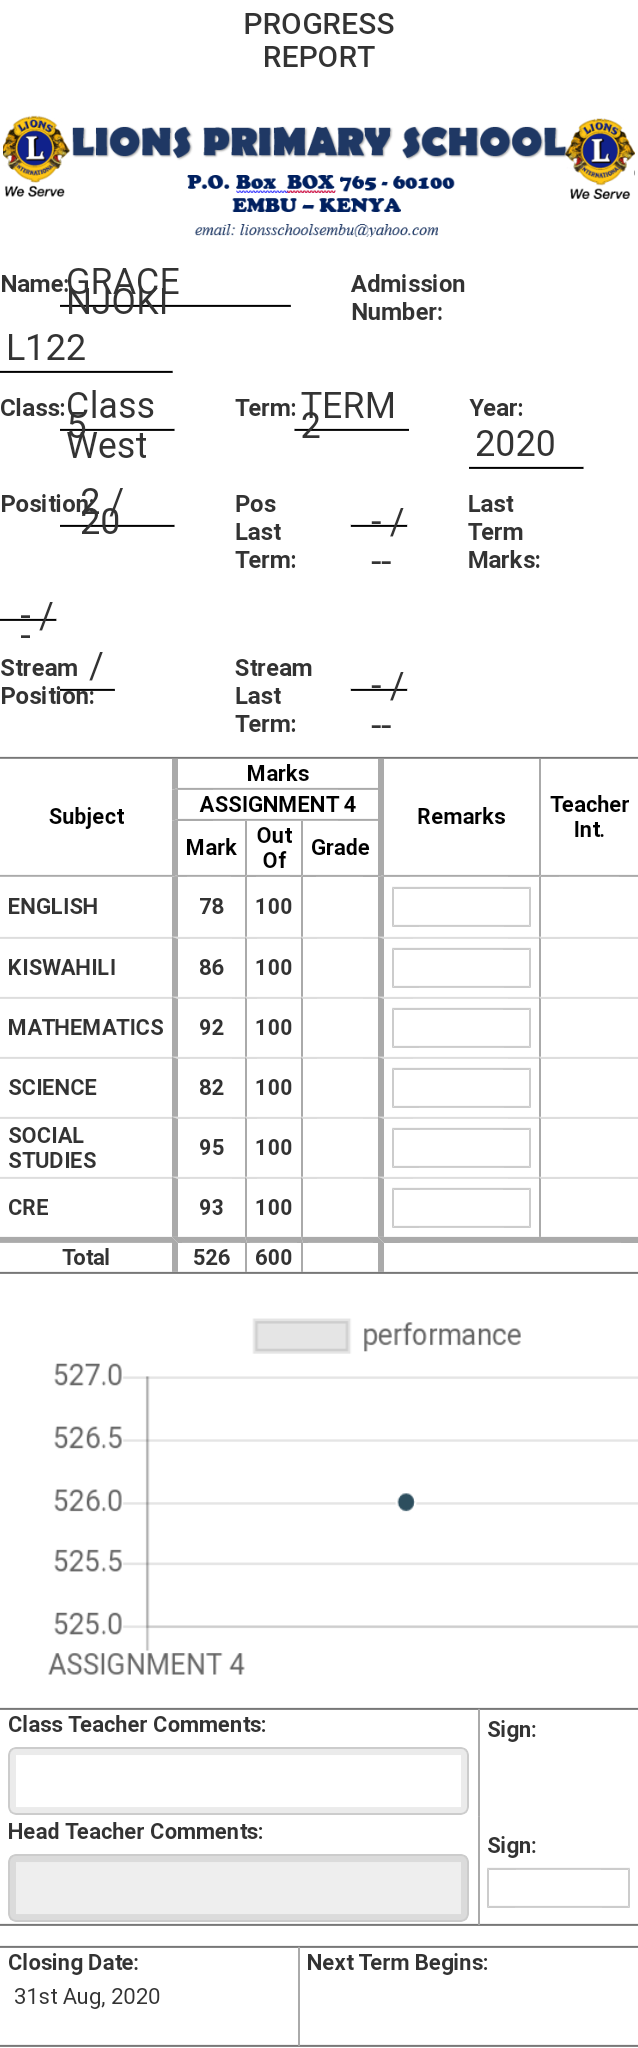 PROGRESS
REPORT
LIONS INTERNATIONAL L
We Serve
LIONS PRIMARY SCHOOL
P.O. Box BOX 765 - 60100
EMBU – KENYA
email: lionsschoolsembu@yahoo.com
LIONS INTERNATIONAL L
We Serve
Name: GRACE NJOKI
Admission Number:
L122
Class: Class 5 West
Term: TERM 2
Year: 2020
Position: 2 / 20
Pos Last Term: - / --
Last Term Marks:
- / -
Stream Position: /
Stream Last Term: - / --
Subject Marks Remarks Teacher Int.
ASSIGNMENT 4
Mark Out Of Grade
ENGLISH 78 100
KISWAHILI 86 100
MATHEMATICS 92 100
SCIENCE 82 100
SOCIAL STUDIES 95 100
CRE 93 100
Total 526 600
performance
527.0
526.5
526.0
525.5
525.0
ASSIGNMENT 4
Class Teacher Comments:
Sign:
Head Teacher Comments:
Sign:
Closing Date:
31st Aug, 2020
Next Term Begins: